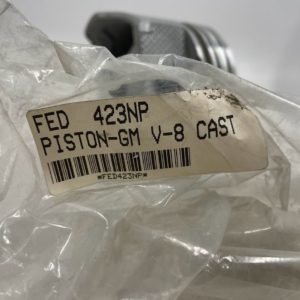 FED 423NP
PISTON-GM V-8 CAST
*FED423NP*